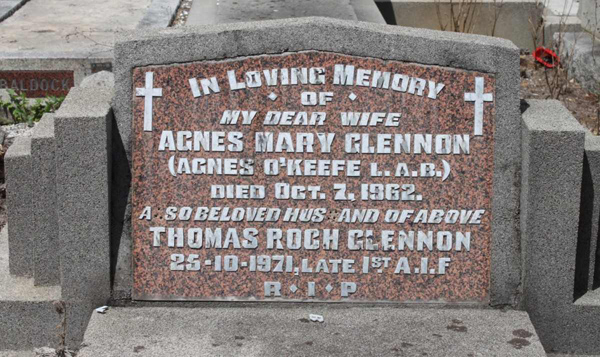 BALDOCK
IN LOVING MEMORY
OF
MY DEAR WIFE
AGNES MARY GLENNON
(AGNES O'KEEFE L.A.B.)
DIED OCT. 7, 1962.
A SO BELOVED HUS AND OF ABOVE
THOMAS ROCH GLENNON
25-10-1971, LATE 1ST A.I.F
R·I·P